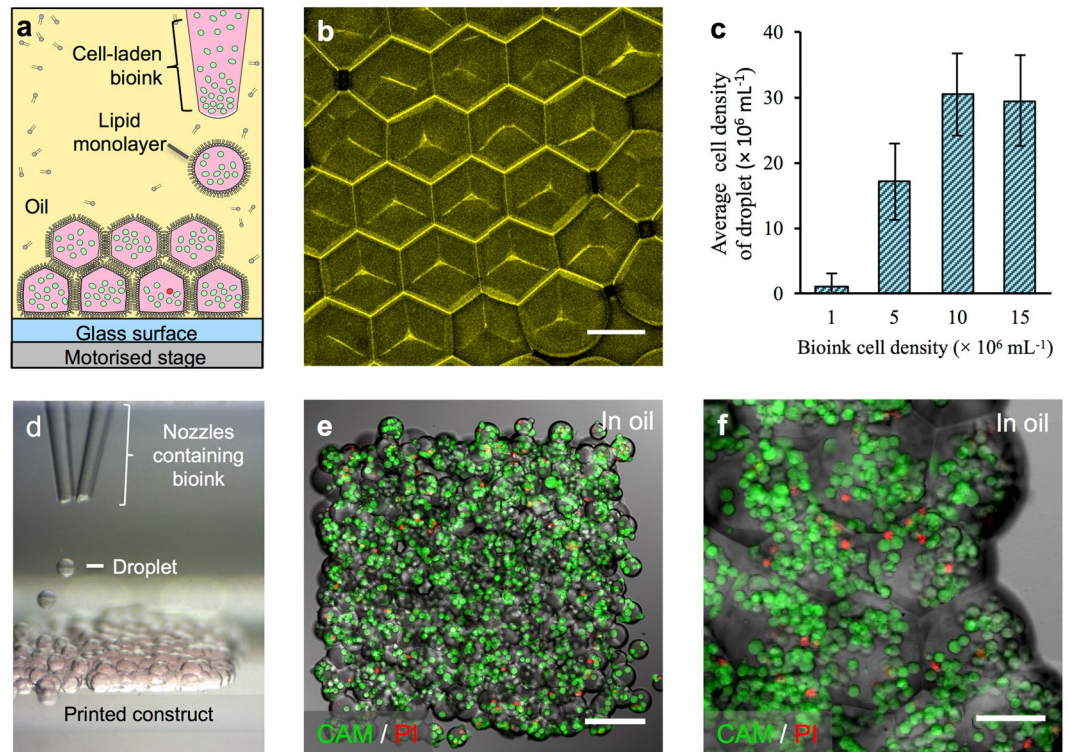 a
Cell-laden
bioink
Lipid
monolayer
Oil
Glass surface
Motorised stage
b
c
Average cell density
of droplet (× 10⁶ mL⁻¹)
40
30
20
10
0
1 5 10 15
Bioink cell density (× 10⁶ mL⁻¹)
d
Nozzles
containing
bioink
Droplet
Printed construct
e
In oil
CAM / PI
f
In oil
CAM / PI